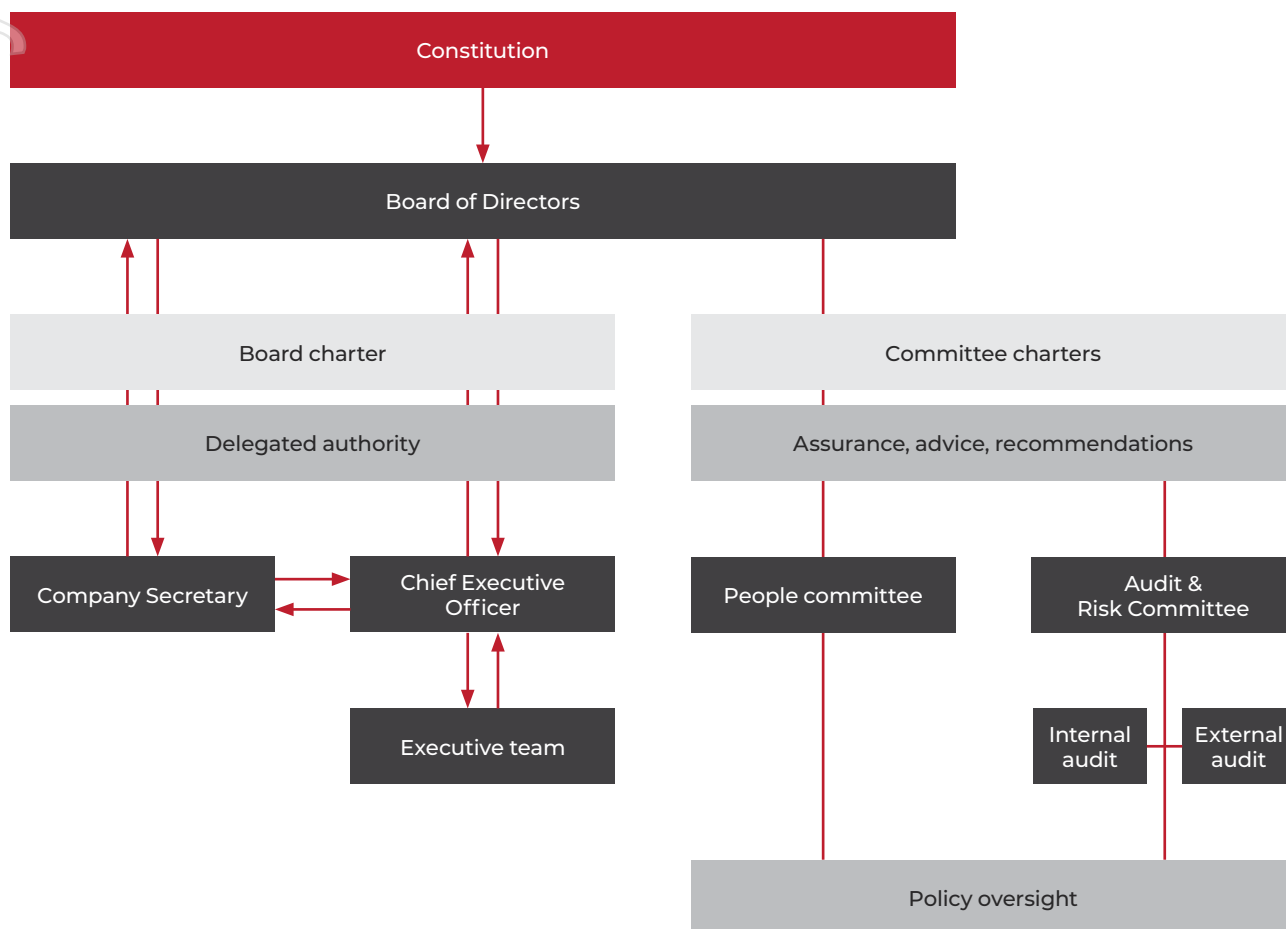 Constitution
Board of Directors
Board charter
Committee charters
Delegated authority
Assurance, advice, recommendations
Company Secretary
Chief Executive
Officer
People committee
Audit &
Risk Committee
Executive team
Internal
audit
External
audit
Policy oversight